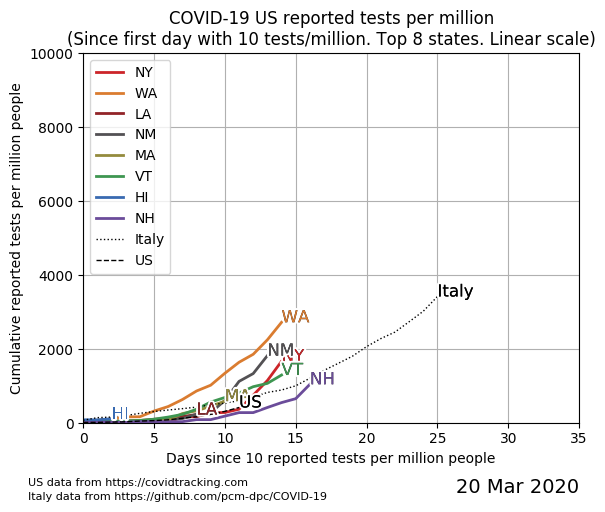 COVID-19 US reported tests per million
(Since first day with 10 tests/million. Top 8 states. Linear scale)
Cumulative reported tests per million people
10000
8000
6000
4000
2000
0
NY
WA
LA
NM
MA
VT
HI
NH
Italy
US
Italy
WA
NM
NY
VT
NH
MA
US
LA
HI
0 5 10 15 20 25 30 35
Days since 10 reported tests per million people
US data from https://covidtracking.com
Italy data from https://github.com/pcm-dpc/COVID-19
20 Mar 2020